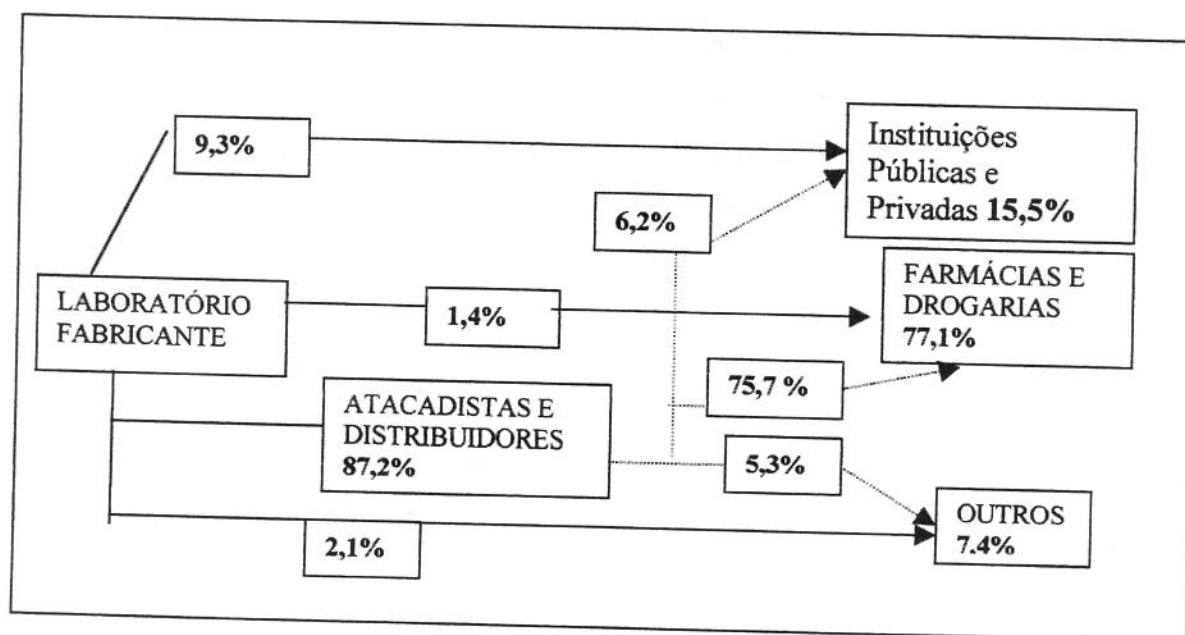 9,3%
Instituições
Públicas e
Privadas 15,5%
6,2%
LABORATÓRIO
FABRICANTE
1,4%
FARMÁCIAS E
DROGARIAS
77,1%
75,7 %
ATACADISTAS E
DISTRIBUIDORES
87,2%
5,3%
OUTROS
7,4%
2,1%